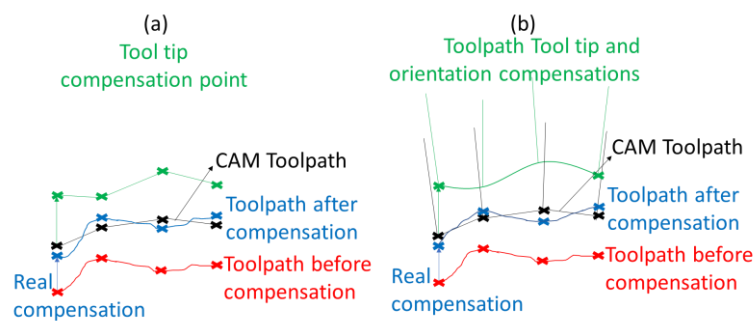 (a)
Tool tip
compensation point
CAM Toolpath
Toolpath after
compensation
Real
compensation
Toolpath before
compensation
(b)
Toolpath Tool tip and
orientation compensations
CAM Toolpath
Toolpath after
compensation
Real
compensation
Toolpath before
compensation